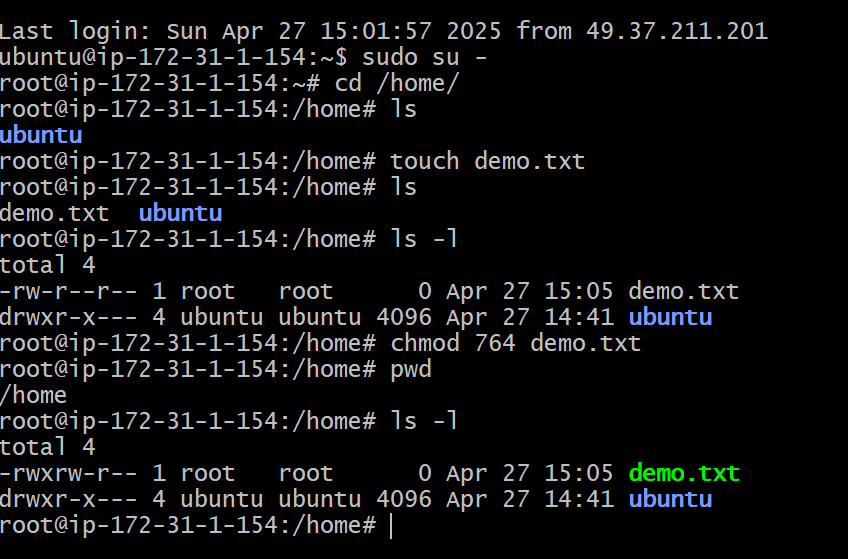 Last login: Sun Apr 27 15:01:57 2025 from 49.37.211.201
ubuntu@ip-172-31-1-154:~$ sudo su -
root@ip-172-31-1-154:~# cd /home/
root@ip-172-31-1-154:/home# ls
ubuntu
root@ip-172-31-1-154:/home# touch demo.txt
root@ip-172-31-1-154:/home# ls
demo.txt  ubuntu
root@ip-172-31-1-154:/home# ls -l
total 4
-rw-r--r-- 1 root   root      0 Apr 27 15:05 demo.txt
drwxr-x--- 4 ubuntu ubuntu 4096 Apr 27 14:41 ubuntu
root@ip-172-31-1-154:/home# chmod 764 demo.txt
root@ip-172-31-1-154:/home# pwd
/home
root@ip-172-31-1-154:/home# ls -l
total 4
-rwxrw-r-- 1 root   root      0 Apr 27 15:05 demo.txt
drwxr-x--- 4 ubuntu ubuntu 4096 Apr 27 14:41 ubuntu
root@ip-172-31-1-154:/home#